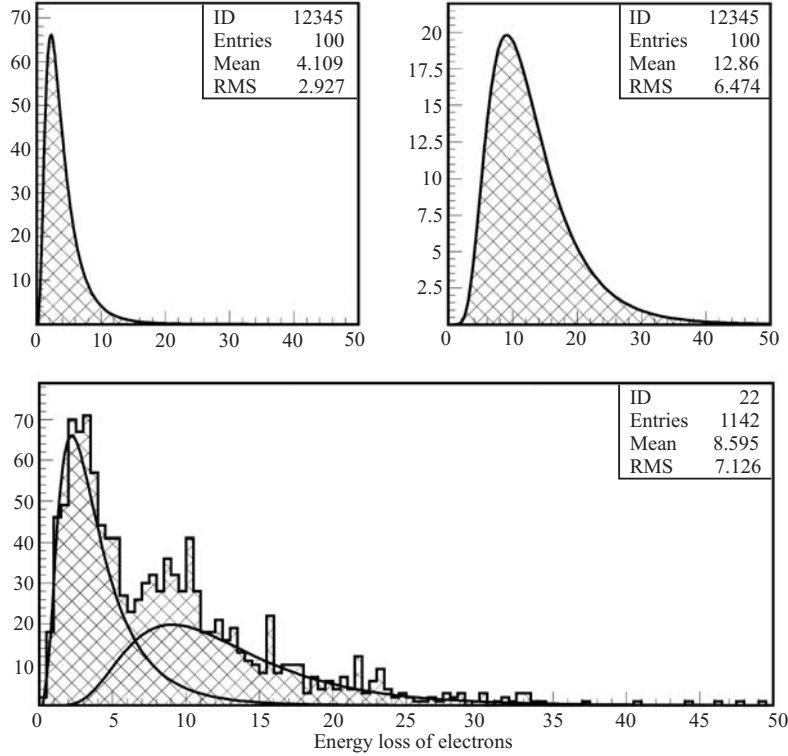 70
60
50
40
30
20
10
0 10 20 30 40 50
ID 12345
Entries 100
Mean 4.109
RMS 2.927
20
17.5
15
12.5
10
7.5
5
2.5
0 10 20 30 40 50
ID 12345
Entries 100
Mean 12.86
RMS 6.474
70
60
50
40
30
20
10
0 5 10 15 20 25 30 35 40 45 50
ID 22
Entries 1142
Mean 8.595
RMS 7.126
Energy loss of electrons